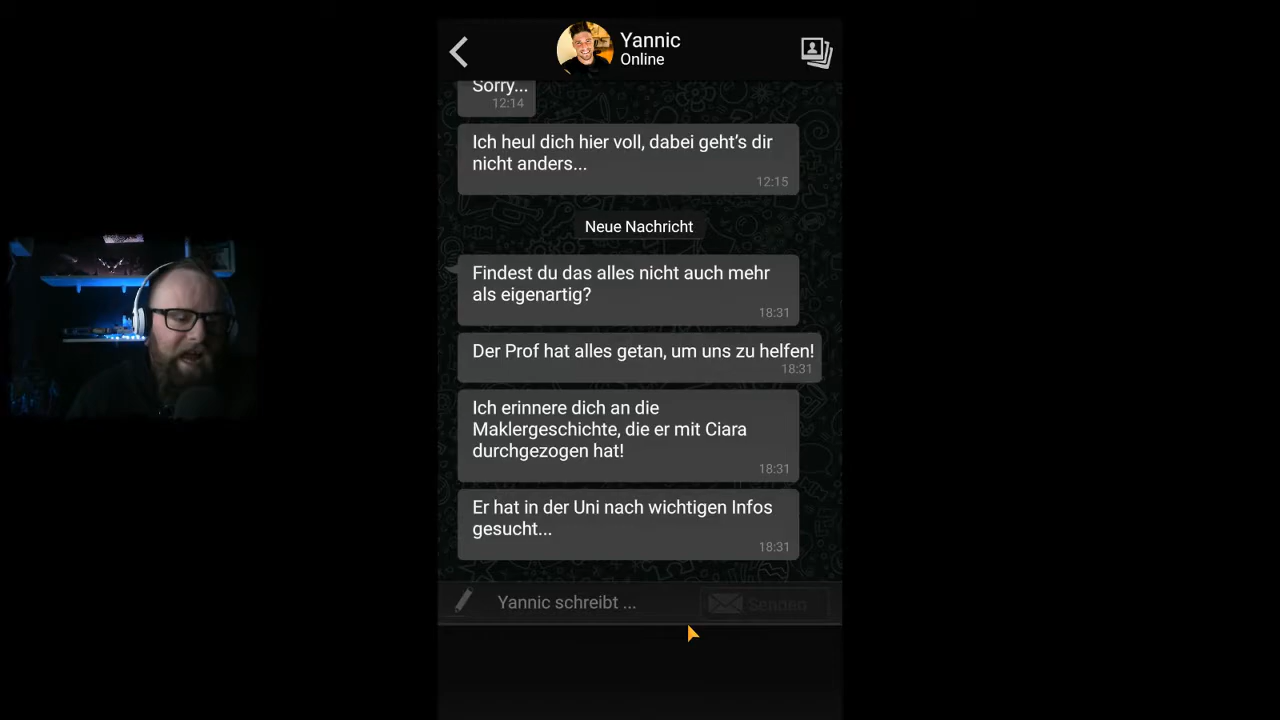 Yannic
Online
Sorry...
12:14
Ich heul dich hier voll, dabei geht's dir
nicht anders...
12:15
Neue Nachricht
Findest du das alles nicht auch mehr
als eigenartig?
18:31
Der Prof hat alles getan, um uns zu helfen!
18:31
Ich erinnere dich an die
Maklergeschichte, die er mit Ciara
durchgezogen hat!
18:31
Er hat in der Uni nach wichtigen Infos
gesucht...
18:31
Yannic schreibt ...
Senden